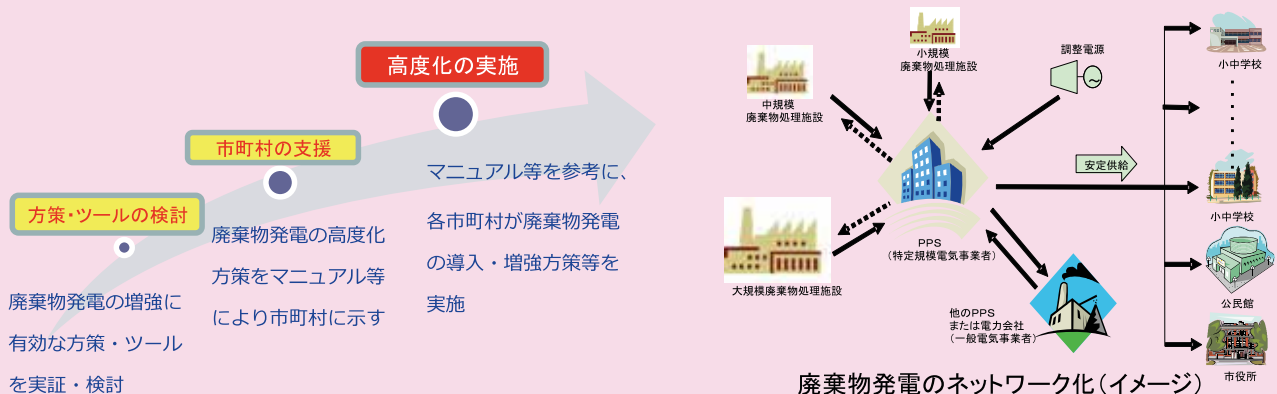 高度化の実施
市町村の支援
方策・ツールの検討
マニュアル等を参考に、
各市町村が廃棄物発電
の導入・増強方策等を
実施
廃棄物発電の高度化
方策をマニュアル等
により市町村に示す
廃棄物発電の増強に
有効な方策・ツール
を実証・検討
小規模
廃棄物処理施設
中規模
廃棄物処理施設
大規模廃棄物処理施設
調整電源
PPS
(特定規模電気事業者)
他のPPS
または電力会社
(一般電気事業者)
安定供給
小中学校
小中学校
公民館
市役所
廃棄物発電のネットワーク化(イメージ)